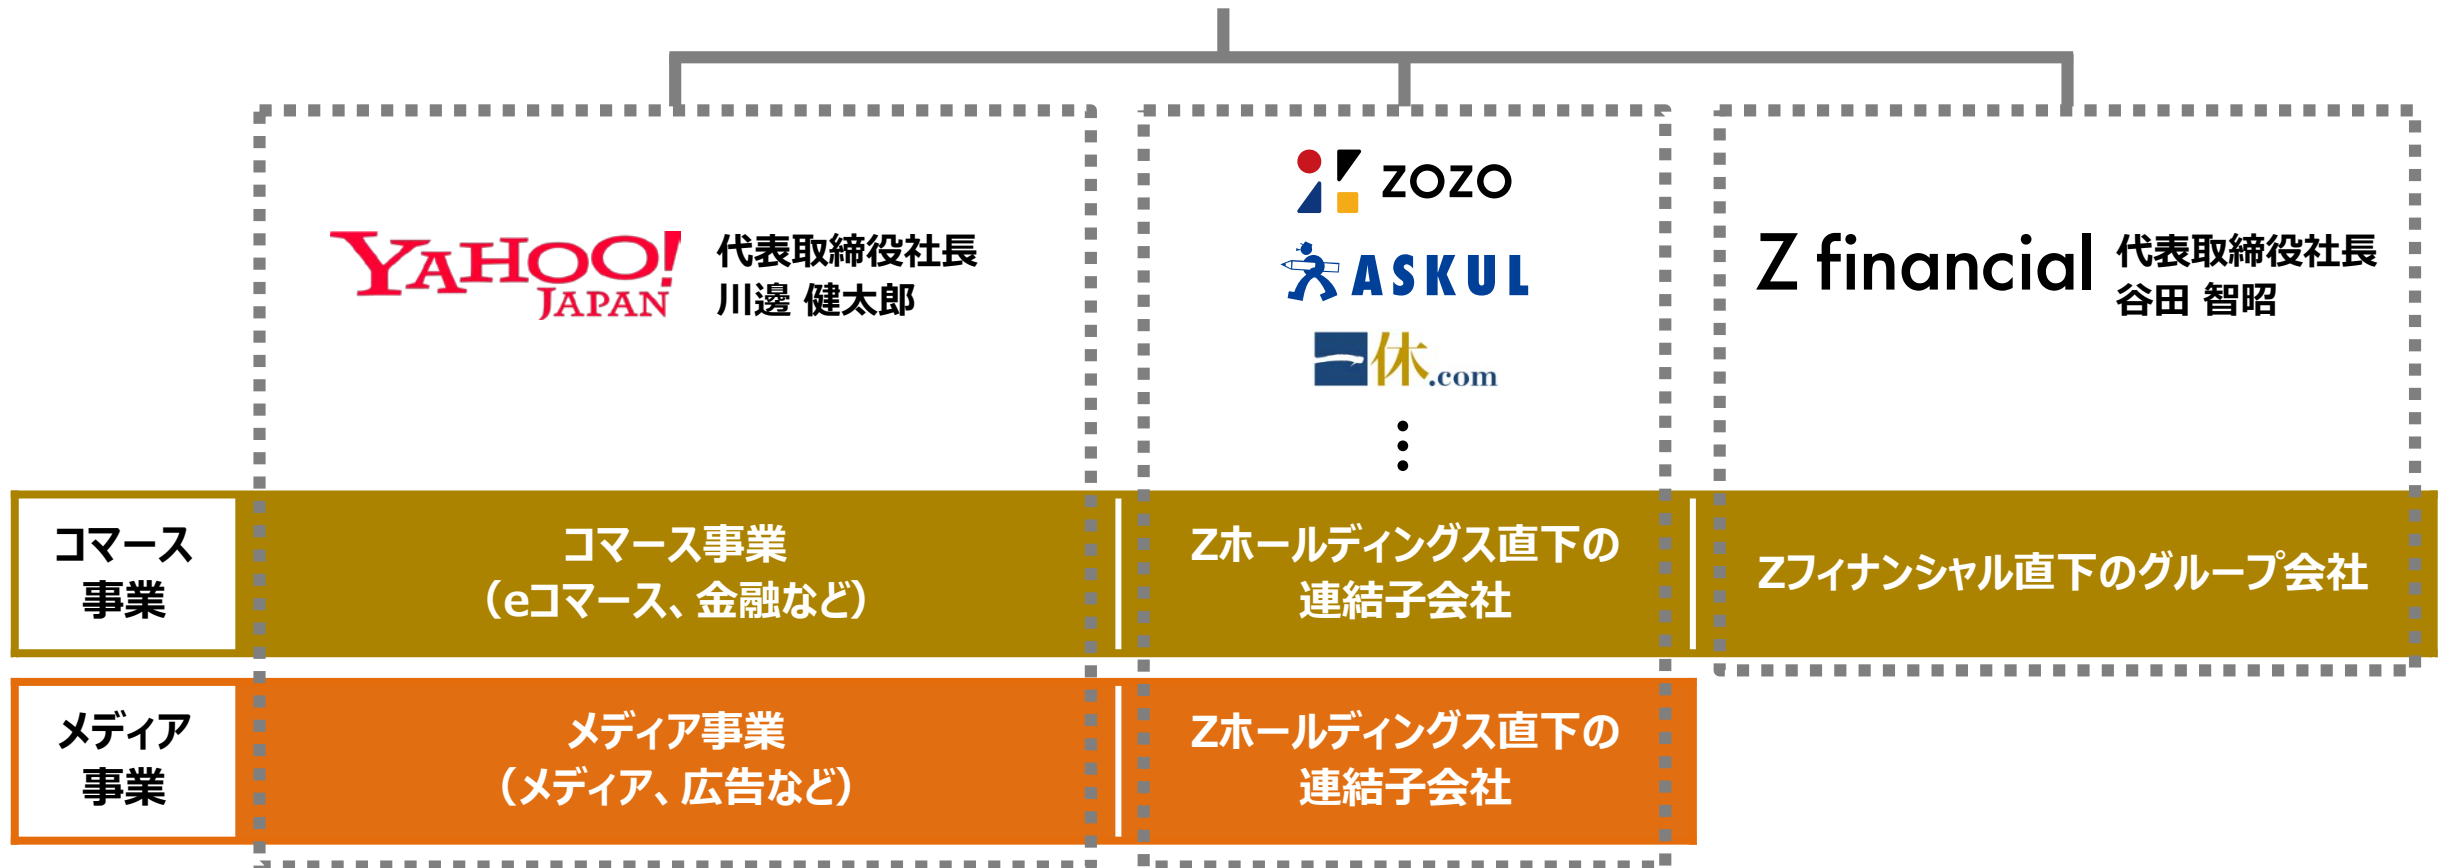 YAHOO!
JAPAN
代表取締役社長
川邊 健太郎
ZOZO
ASKUL
一休.com
Z financial
代表取締役社長
谷田 智昭
コマース
事業
コマース事業
（eコマース、金融など）
Zホールディングス直下の
連結子会社
Zフィナンシャル直下のグループ会社
メディア
事業
メディア事業
（メディア、広告など）
Zホールディングス直下の
連結子会社